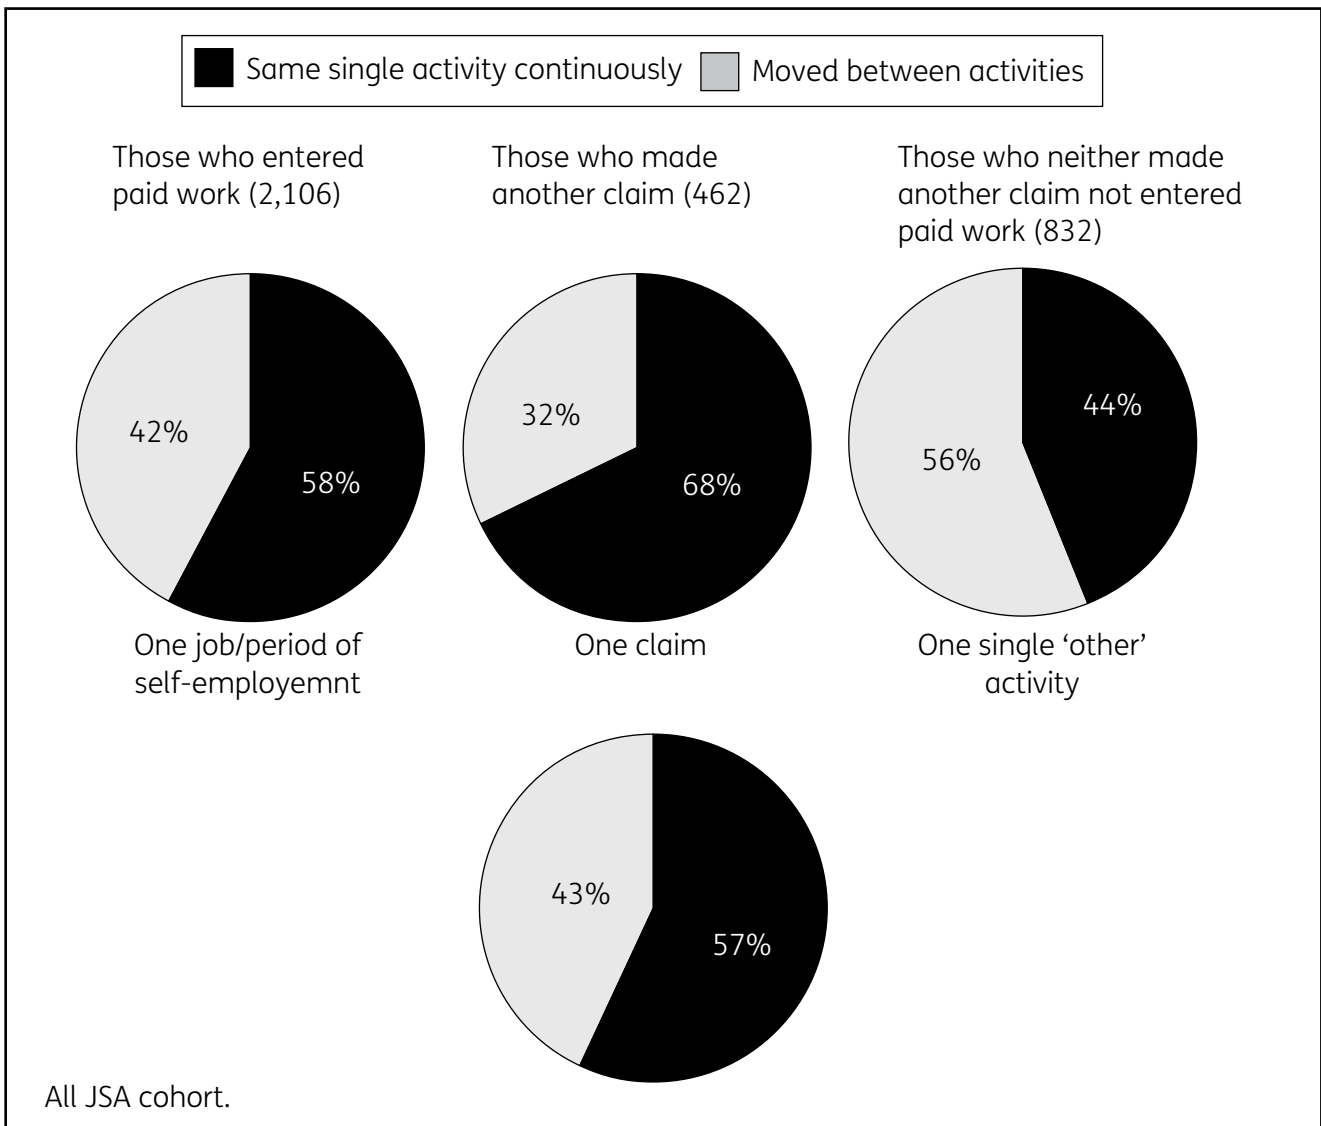 Same single activity continuously Moved between activities
Those who entered
paid work (2,106)
Those who made
another claim (462)
Those who neither made
another claim not entered
paid work (832)
42%
58%
32%
68%
56%
44%
One job/period of
self-employemnt
One claim
One single ‘other’
activity
43%
57%
All JSA cohort.